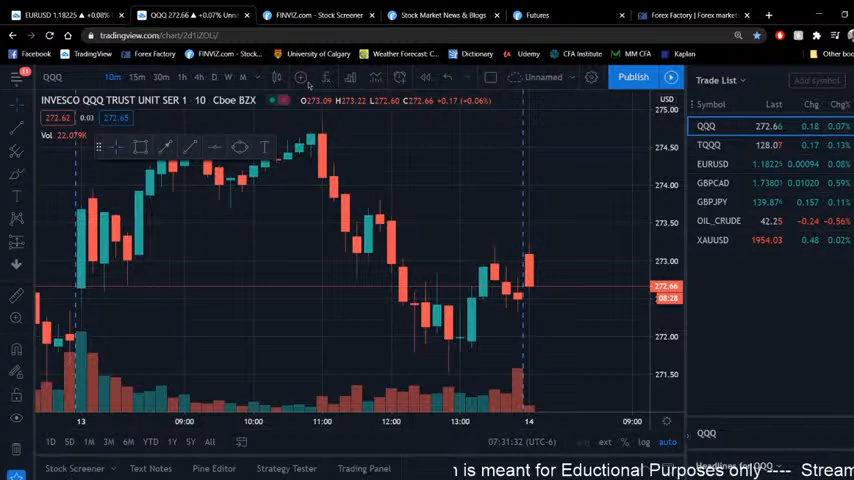 EURUSD 1.18225 ▲ +0.08%
QQQ 272.66 ▲ +0.07% Unna
FINVIZ.com - Stock Screener
Stock Market News & Blogs
Futures
Forex Factory | Forex market
tradingview.com/chart/2d1IZOLi/
Facebook
TradingView
Forex Factory
FINVIZ.com - Stock...
University of Calgary
Weather Forecast: C...
Dictionary
Udemy
CFA Institute
MM CFA
Kaplan
Other boo
11
QQQ
10m 15m 30m 1h 4h D W M
Unnamed
Publish
Trade List
Add symbol
INVESCO QQQ TRUST UNIT SER 1 · 10 · Cboe BZX
O273.09 H273.22 L272.60 C272.66 +0.17 (+0.06%)
272.62 0.03 272.65
Vol 22.079K
USD
275.00
274.50
274.00
273.50
273.00
272.66
08:28
272.00
271.50
Symbol Last Chg Chg%
QQQ 272.66 0.18 0.07%
TQQQ 128.07 0.17 0.13%
EURUSD 1.18225 0.00094 0.08%
GBPCAD 1.73803 0.01020 0.59%
GBPJPY 139.876 0.157 0.11%
OIL_CRUDE 42.25 −0.24 −0.56%
XAUUSD 1954.03 0.48 0.02%
13 09:00 10:00 11:00 12:00 13:00 14 09:00
1D 5D 1M 3M 6M YTD 1Y 5Y All
07:31:32 (UTC-6)
ext % log auto
QQQ
Stock Screener
Text Notes
Pine Editor
Strategy Tester
Trading Panel
Headlines for QQQ
n is meant for Eductional Purposes only ---- Stream